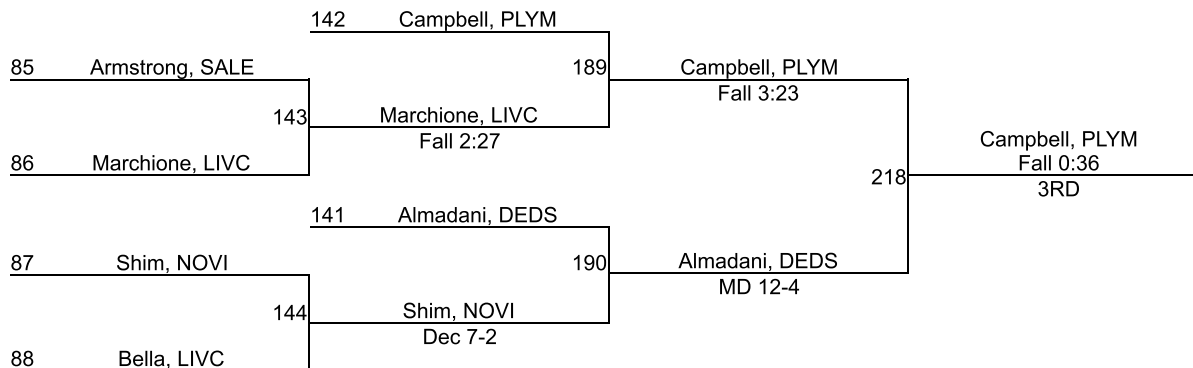 142 Campbell, PLYM
85 Armstrong, SALE
189 Campbell, PLYM
Fall 3:23
143 Marchione, LIVC
Fall 2:27
86 Marchione, LIVC
Campbell, PLYM
Fall 0:36
218
3RD
141 Almadani, DEDS
87 Shim, NOVI
190 Almadani, DEDS
MD 12-4
144 Shim, NOVI
Dec 7-2
88 Bella, LIVC